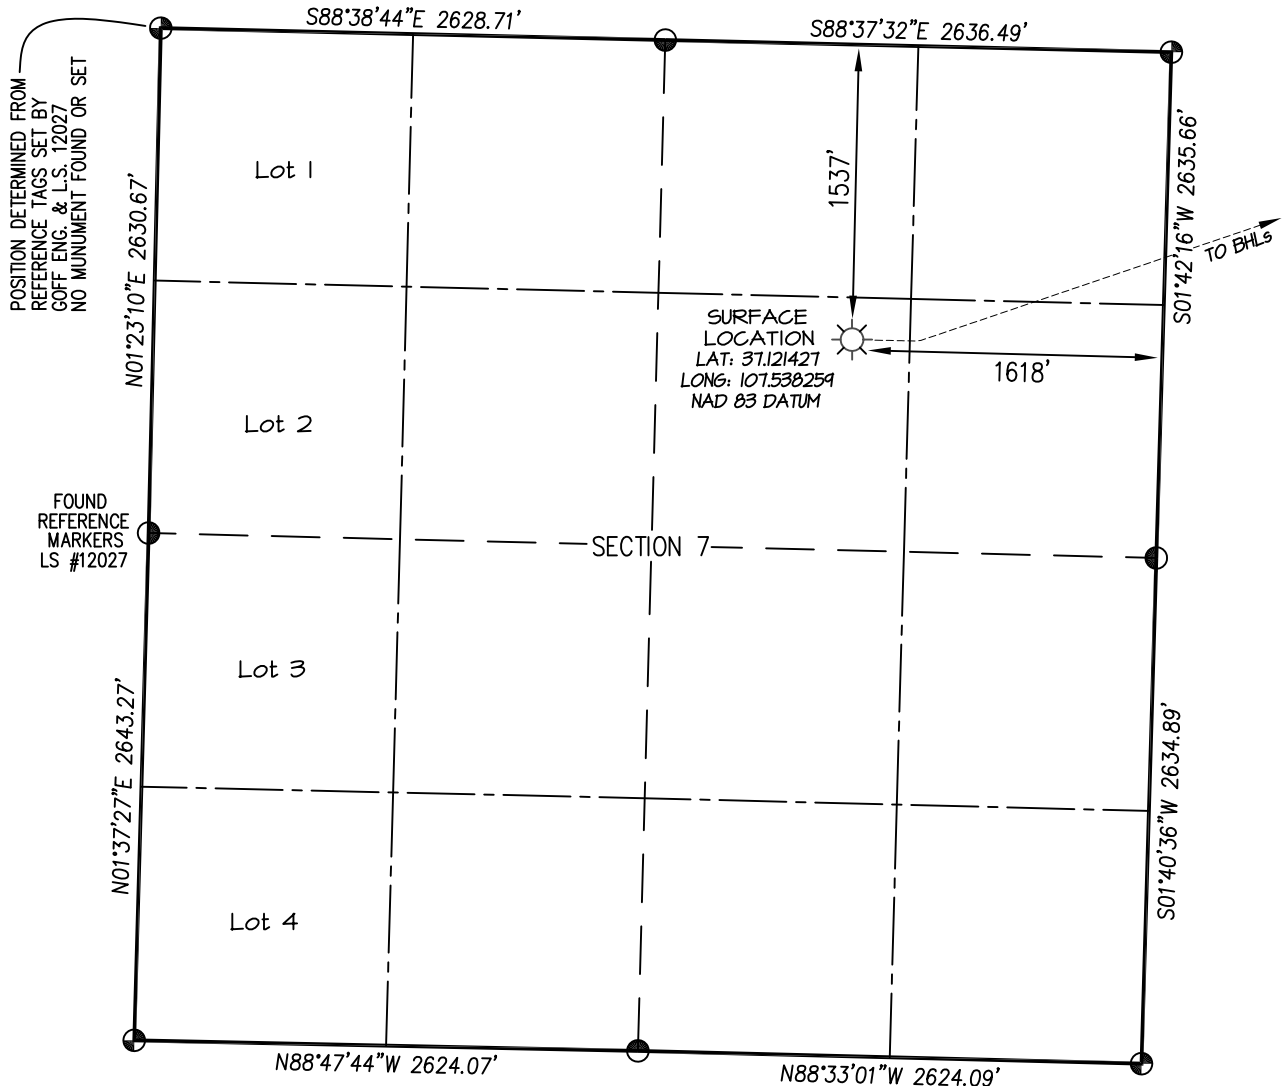 S88°38'44"E 2628.71'
S88°37'32"E 2636.49'
POSITION DETERMINED FROM
REFERENCE TAGS SET BY
GOFF ENG. & L.S. 12027
NO MUNUMENT FOUND OR SET
N01°23'10"E 2630.67'
Lot 1
1537'
S01°42'16"W 2635.66'
TO BHLs
SURFACE
LOCATION
LAT: 37.121427
LONG: 107.538259
NAD 83 DATUM
1618'
Lot 2
FOUND
REFERENCE
MARKERS
LS #12027
SECTION 7
Lot 3
N01°37'27"E 2643.27'
S01°40'36"W 2634.89'
Lot 4
N88°47'44"W 2624.07'
N88°33'01"W 2624.09'